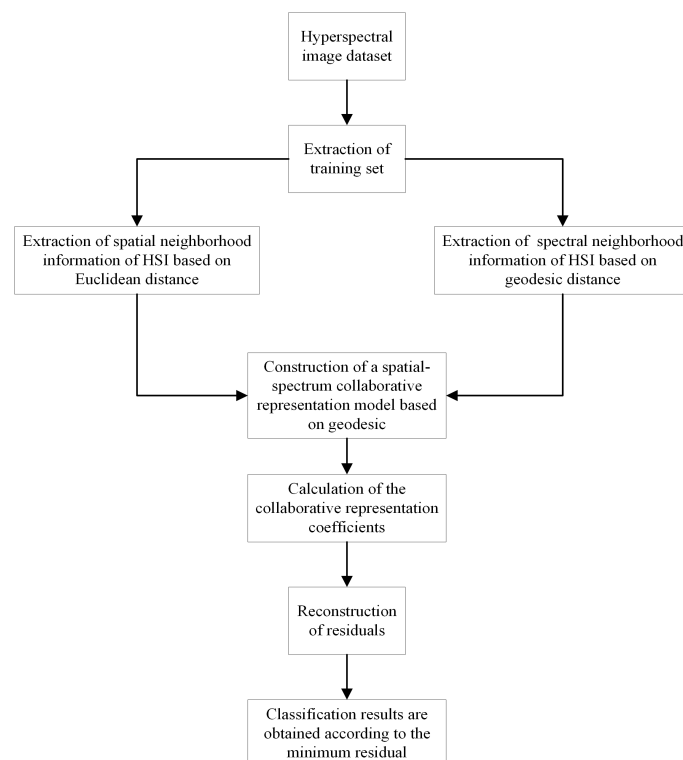 Hyperspectral
image dataset
Extraction of
training set
Extraction of spatial neighborhood
information of HSI based on
Euclidean distance
Extraction of spectral neighborhood
information of HSI based on
geodesic distance
Construction of a spatial-
spectrum collaborative
representation model based
on geodesic
Calculation of the
collaborative representation
coefficients
Reconstruction
of residuals
Classification results are
obtained according to the
minimum residual